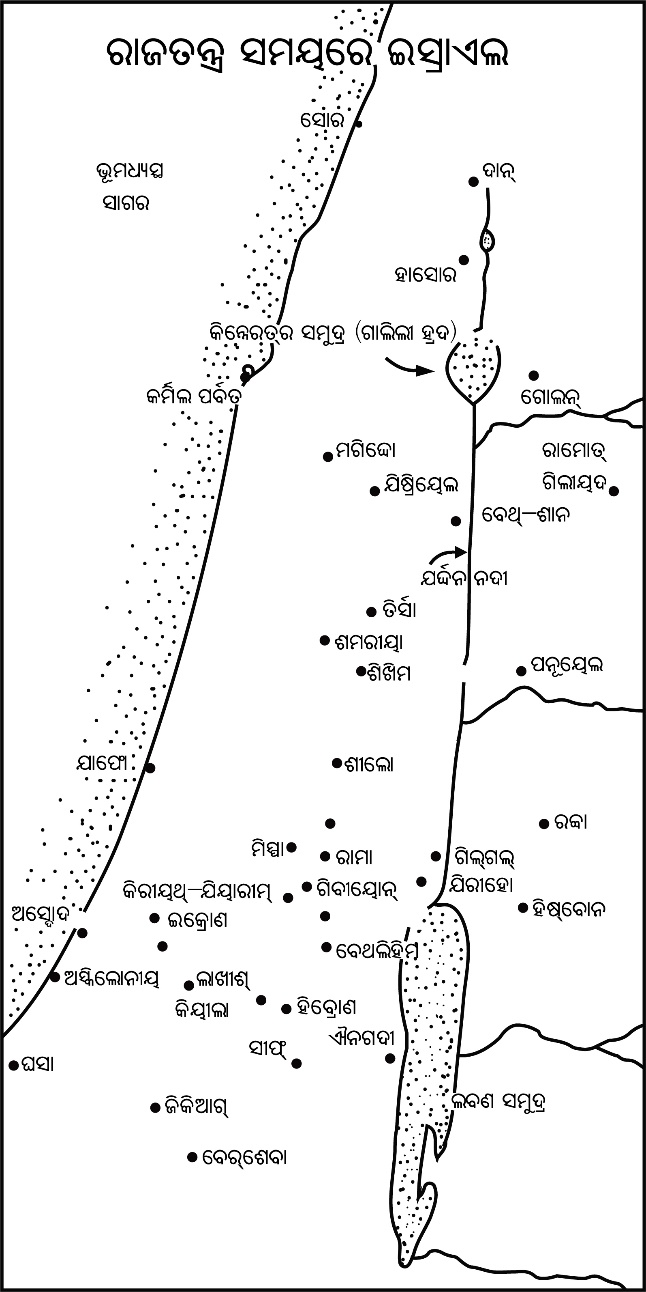 ରାଜତନ୍ତ୍ର ସମୟରେ ଇସ୍ରାଏଲ
ସୋର
ଭୂମଧ୍ୟସ୍ଥ
ସାଗର
ଦାନ୍
ହାସୋର
କିନ୍ନେରତ୍‌ର ସମୁଦ୍ର (ଗାଲିଲୀ ହ୍ରଦ)
କର୍ମିଲ ପର୍ବତ
ଗୋଲନ୍
ମଗିଦ୍ଦୋ
ରାମୋତ୍
ଗିଲୀୟଦ
ଯିଷ୍ରିୟେଲ
ବେଥ୍‌–ଶାନ
ଯର୍ଦ୍ଦନ ନଦୀ
ତିର୍ସା
ଶମରୀୟା
ଶିଖିମ
ପନୂୟେଲ
ଯାଫୋ
ଶୀଲୋ
ରବ୍ବା
ମିସ୍ପା
ରାମା
ଗିଲ୍‌ଗଲ୍
କିରୀୟଥ୍‌–ଯିୟାରୀମ୍
ଗିବୀୟୋନ୍
ଯିରୀହୋ
ଅସ୍ଦୋଦ
ଇକ୍ରୋଣ
ହିଷ୍‌ବୋନ
ବେଥଲିହିମ
ଅସ୍କିଲୋନୀୟ
ଲାଖୀଶ୍
କିୟୀଲା
ହିବ୍ରୋଣ
ସୀଫ୍
ଐନଗଦୀ
ଘସା
ଜିକିଆଗ୍
ଲବଣ ସମୁଦ୍ର
ବେର୍‌ଶେବା